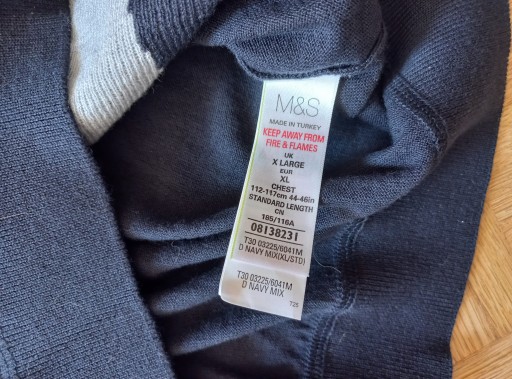 M&S
MADE IN TURKEY
KEEP AWAY FROM
FIRE & FLAMES
UK
X LARGE
EUR
XL
CHEST
112-117cm 44-46in
STANDARD LENGTH
CN
185/116A
08138231
T30 03225/6041M
D NAVY MIX(XL/STD)
T30 03225/6041M
D NAVY MIX